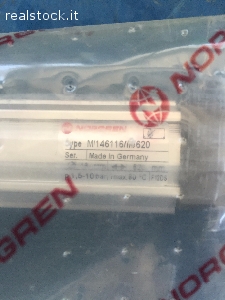 realstock.it
NORGREN
NORGREN
Type M/146116/M/620
Ser. Made in Germany
NORGREN